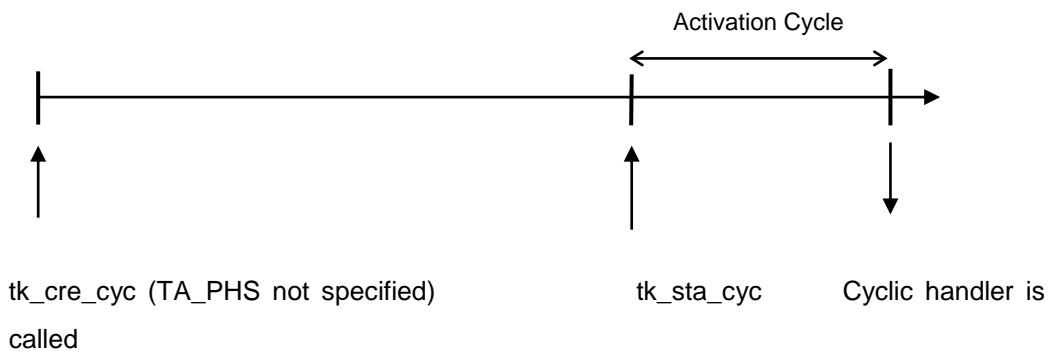 Activation Cycle
tk_cre_cyc (TA_PHS not specified) tk_sta_cyc Cyclic handler is
called